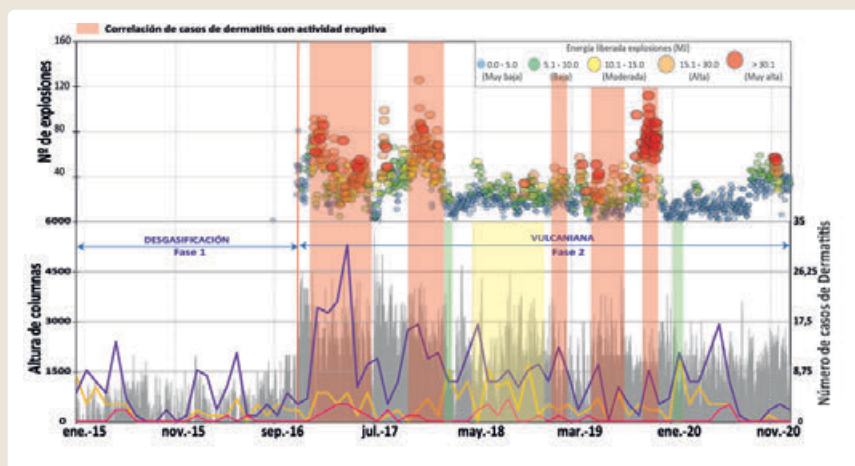 Correlación de casos de dermatitis con actividad eruptiva
160
120
80
40
6000
4500
3000
1500
0
Nº de explosiones
Altura de columnas
Energía liberada explosiones (MJ)
0.0 - 5.0
(Muy baja)
5.1 - 10.0
(Baja)
10.1 - 15.0
(Moderada)
15.1 - 30.0
(Alta)
> 30.1
(Muy alta)
DESGASIFICACIÓN
Fase 1
VULCANIANA
Fase 2
35
26,25
17,5
8,75
0
Número de casos de Dermatitis
ene.-15
nov.-15
sep.-16
jul.-17
may.-18
mar.-19
ene.-20
nov.-20